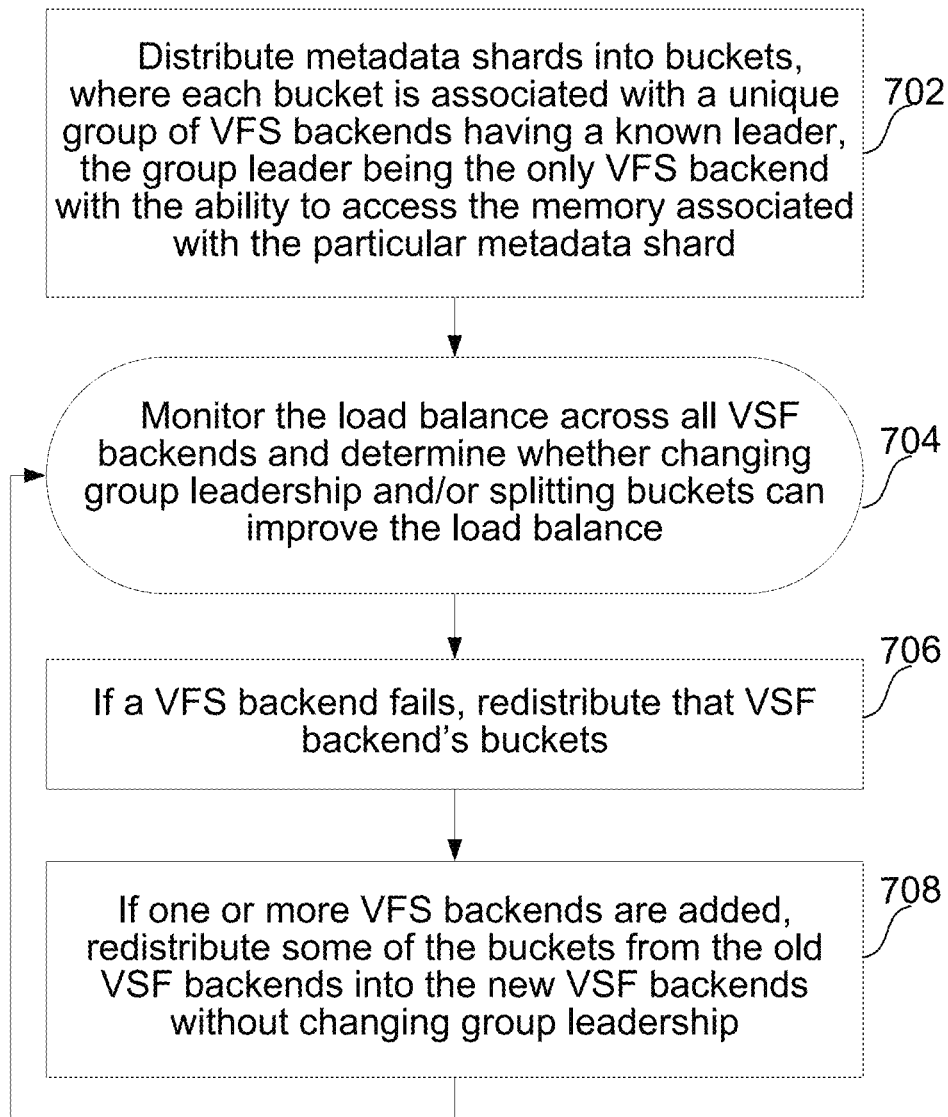 Distribute metadata shards into buckets,
where each bucket is associated with a unique
group of VFS backends having a known leader,
the group leader being the only VFS backend
with the ability to access the memory associated
with the particular metadata shard
702
Monitor the load balance across all VSF
backends and determine whether changing
group leadership and/or splitting buckets can
improve the load balance
704
If a VFS backend fails, redistribute that VSF
backend's buckets
706
If one or more VFS backends are added,
redistribute some of the buckets from the old
VSF backends into the new VSF backends
without changing group leadership
708